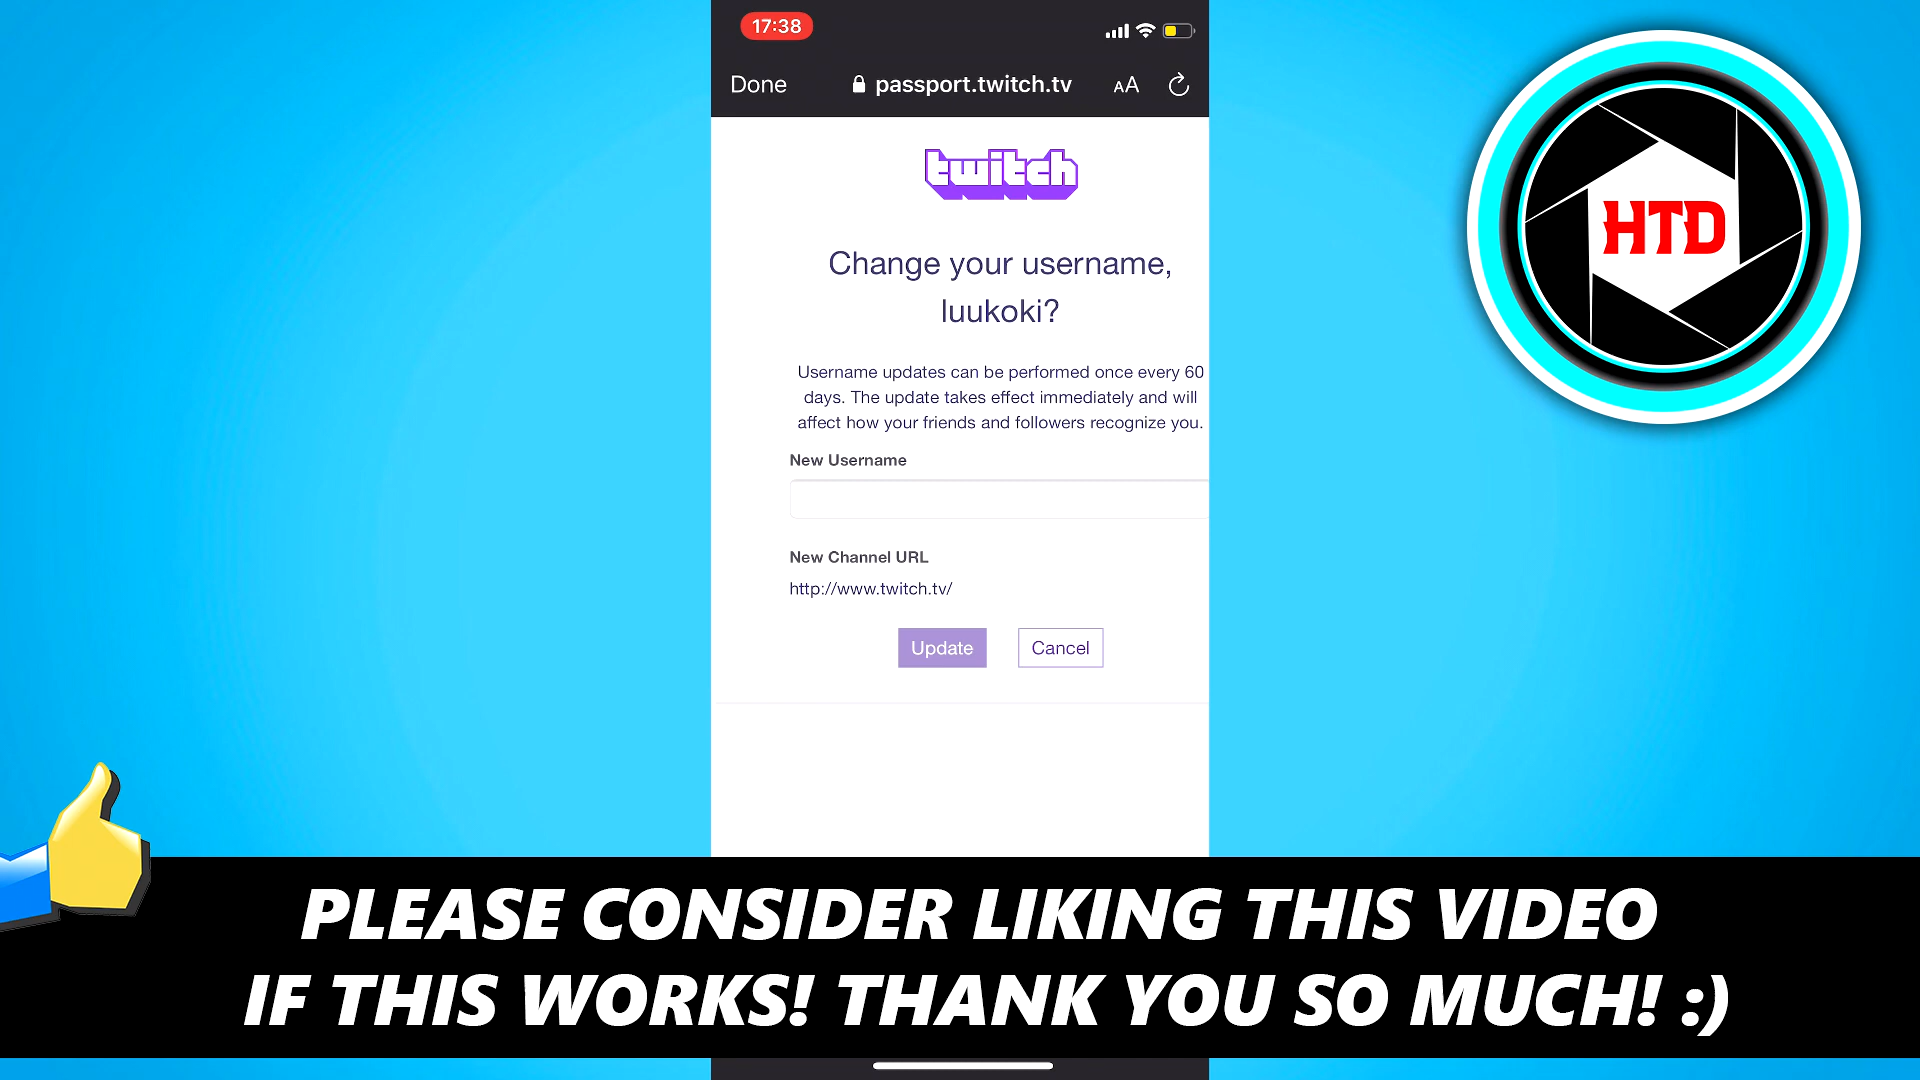 17:38
Done
passport.twitch.tv
AA
twitch
HTD
Change your username,
luukoki?
Username updates can be performed once every 60
days. The update takes effect immediately and will
affect how your friends and followers recognize you.
New Username
New Channel URL
http://www.twitch.tv/
Update
Cancel
PLEASE CONSIDER LIKING THIS VIDEO
IF THIS WORKS! THANK YOU SO MUCH! :)